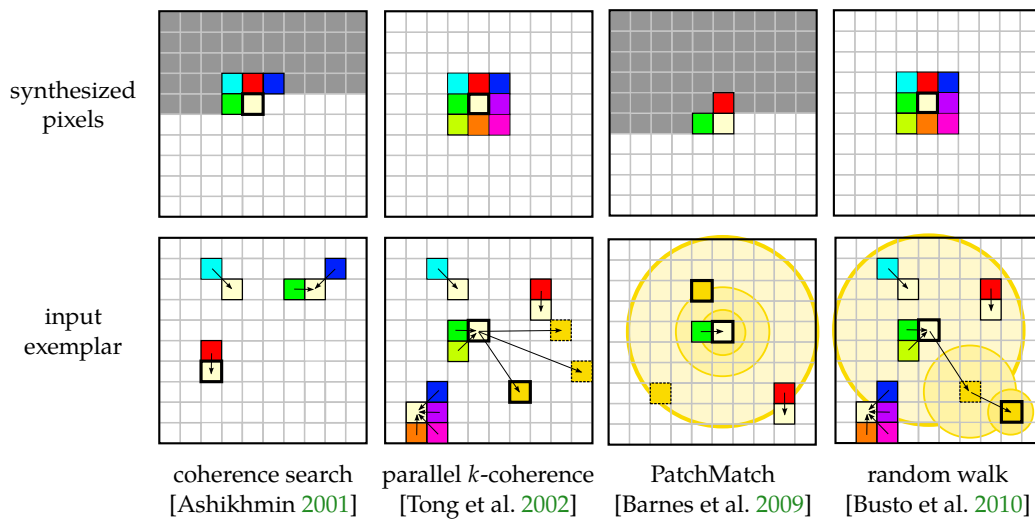 synthesized
pixels
input
exemplar
coherence search
[Ashikhmin 2001]
parallel k-coherence
[Tong et al. 2002]
PatchMatch
[Barnes et al. 2009]
random walk
[Busto et al. 2010]